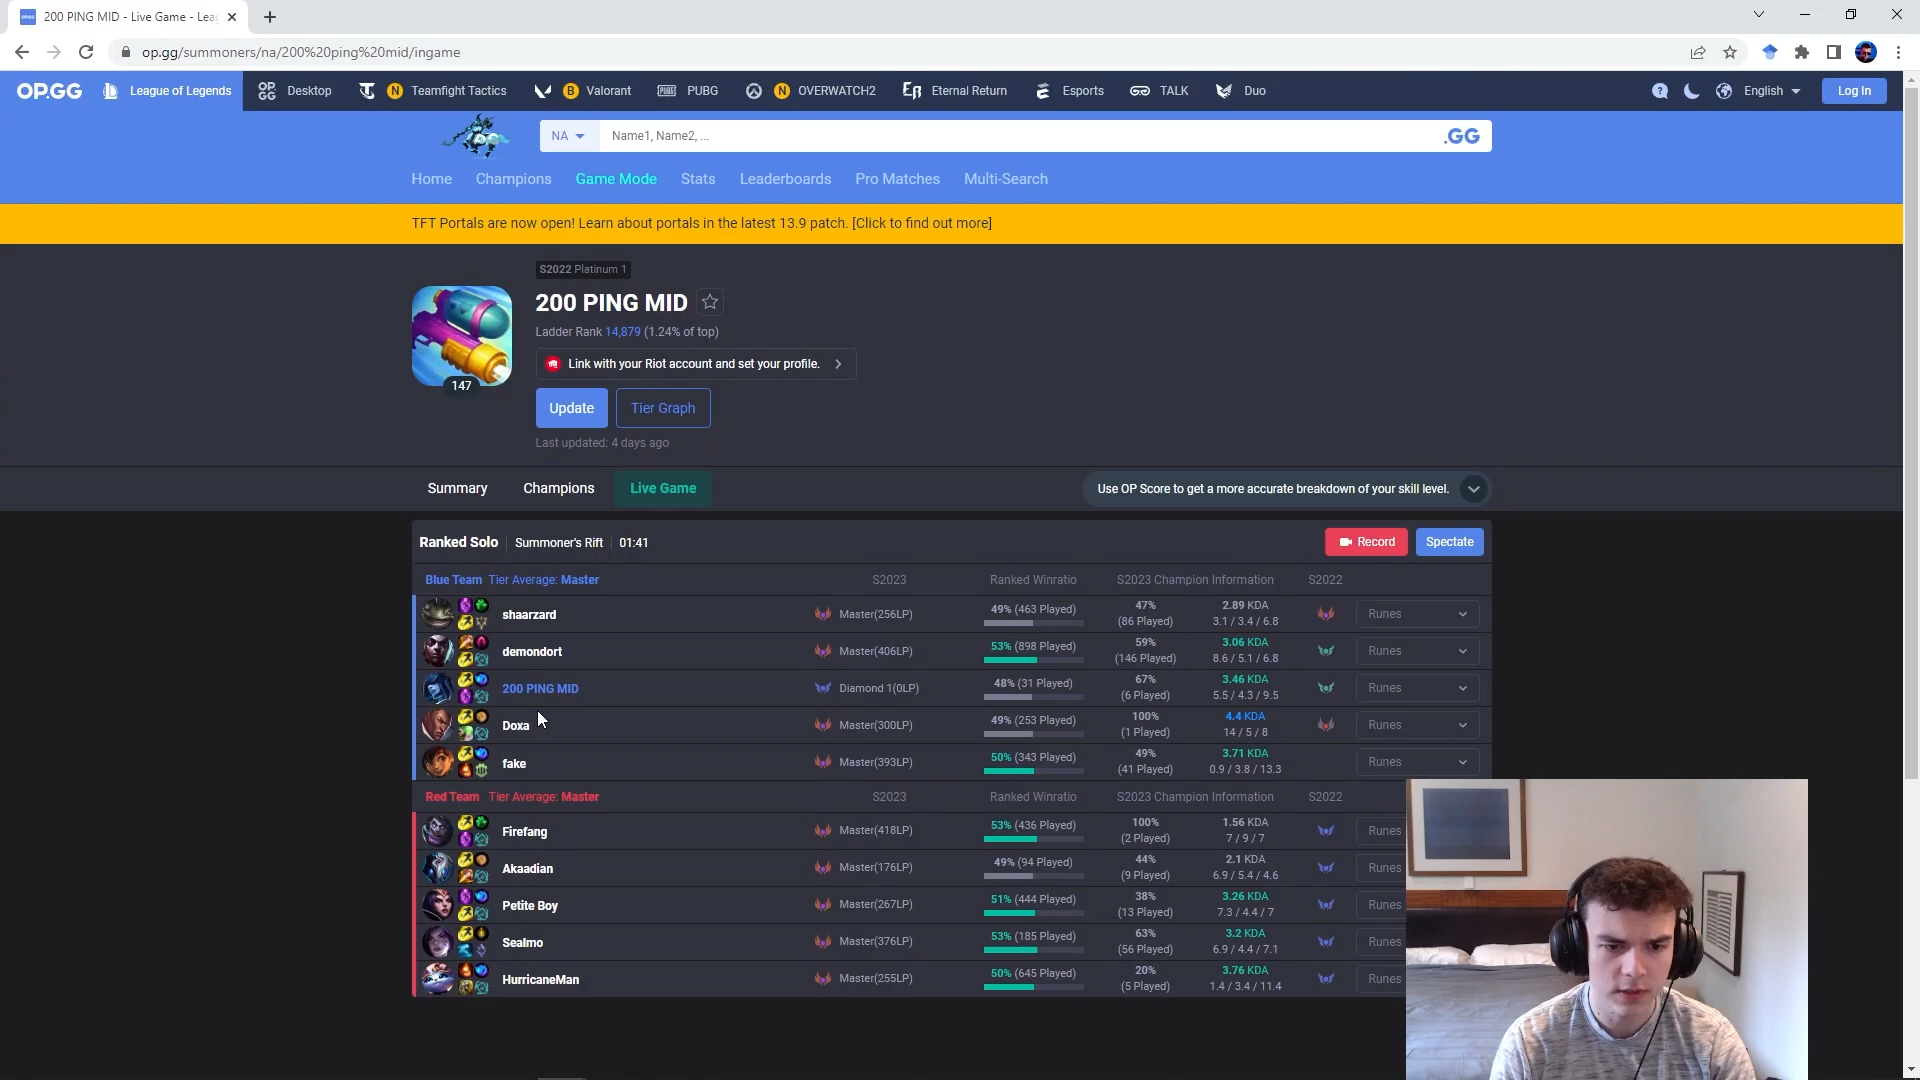 200 PING MID - Live Game - Lea
op.gg/summoners/na/200%20ping%20mid/ingame
OP.GG League of Legends Desktop N Teamfight Tactics B Valorant PUBG N OVERWATCH2 Eternal Return Esports TALK Duo English Log In
NA Name1, Name2, ... .GG
Home Champions Game Mode Stats Leaderboards Pro Matches Multi-Search
TFT Portals are now open! Learn about portals in the latest 13.9 patch. [Click to find out more]
S2022 Platinum 1
200 PING MID
Ladder Rank 14,879 (1.24% of top)
Link with your Riot account and set your profile.
147
Update Tier Graph
Last updated: 4 days ago
Summary Champions Live Game Use OP Score to get a more accurate breakdown of your skill level.
Ranked Solo Summoner's Rift 01:41 Record Spectate
Blue Team Tier Average: Master S2023 Ranked Winratio S2023 Champion Information S2022
shaarzard Master(256LP) 49% (463 Played) 47% (86 Played) 2.89 KDA 3.1 / 3.4 / 6.8 Runes
demondort Master(406LP) 53% (898 Played) 59% (146 Played) 3.06 KDA 8.6 / 5.1 / 6.8 Runes
200 PING MID Diamond 1(0LP) 48% (31 Played) 67% (6 Played) 3.46 KDA 5.5 / 4.3 / 9.5 Runes
Doxa Master(300LP) 49% (253 Played) 100% (1 Played) 4.4 KDA 14 / 5 / 8 Runes
fake Master(393LP) 50% (343 Played) 49% (41 Played) 3.71 KDA 0.9 / 3.8 / 13.3 Runes
Red Team Tier Average: Master S2023 Ranked Winratio S2023 Champion Information S2022
Firefang Master(418LP) 53% (436 Played) 100% (2 Played) 1.56 KDA 7 / 9 / 7 Runes
Akaadian Master(176LP) 49% (94 Played) 44% (9 Played) 2.1 KDA 6.9 / 5.4 / 4.6 Runes
Petite Boy Master(267LP) 51% (444 Played) 38% (13 Played) 3.26 KDA 7.3 / 4.4 / 7 Runes
Sealmo Master(376LP) 53% (185 Played) 63% (56 Played) 3.2 KDA 6.9 / 4.4 / 7.1 Runes
HurricaneMan Master(255LP) 50% (645 Played) 20% (5 Played) 3.76 KDA 1.4 / 3.4 / 11.4 Runes